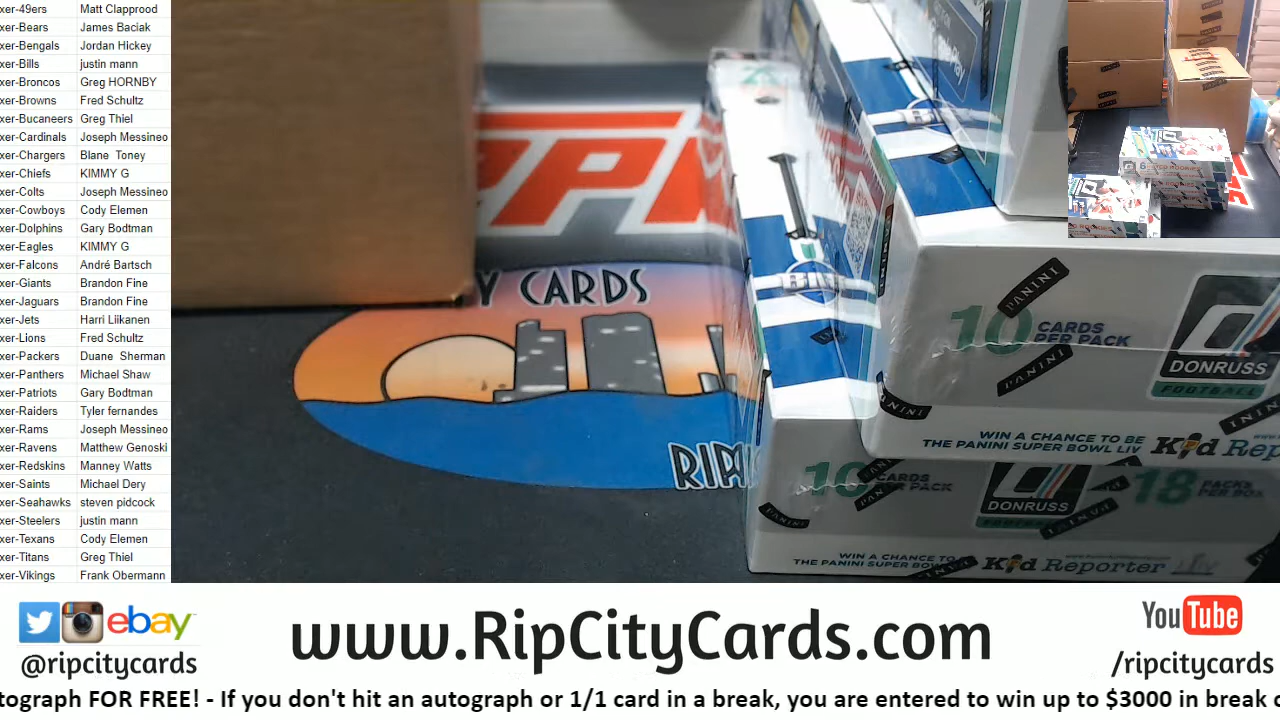 xer-49ers Matt Clapprood
xer-Bears James Baciak
xer-Bengals Jordan Hickey
xer-Bills justin mann
xer-Broncos Greg HORNBY
xer-Browns Fred Schultz
xer-Bucaneers Greg Thiel
xer-Cardinals Joseph Messineo
xer-Chargers Blane Toney
xer-Chiefs KIMMY G
xer-Colts Joseph Messineo
xer-Cowboys Cody Elemen
xer-Dolphins Gary Bodtman
xer-Eagles KIMMY G
xer-Falcons André Bartsch
xer-Giants Brandon Fine
xer-Jaguars Brandon Fine
xer-Jets Harri Liikanen
xer-Lions Fred Schultz
xer-Packers Duane Sherman
xer-Panthers Michael Shaw
xer-Patriots Gary Bodtman
xer-Raiders Tyler fernandes
xer-Rams Joseph Messineo
xer-Ravens Matthew Genoski
xer-Redskins Manney Watts
xer-Saints Michael Dery
xer-Seahawks steven pidcock
xer-Steelers justin mann
xer-Texans Cody Elemen
xer-Titans Greg Thiel
xer-Vikings Frank Obermann
Y CARDS
RIP
PANINI
10 CARDS PER PACK
PANINI
DONRUSS
FOOTBALL
WIN A CHANCE TO BE
THE PANINI SUPER BOWL LIV
Kid Repo
10 CARDS PER PACK
DONRUSS
18 PACKS PER BOX
PANINI
WIN A CHANCE TO
THE PANINI SUPER BOW
Kid Reporter
ebay
@ripcitycards
www.RipCityCards.com
YouTube
/ripcitycards
tograph FOR FREE! - If you don't hit an autograph or 1/1 card in a break, you are entered to win up to $3000 in break